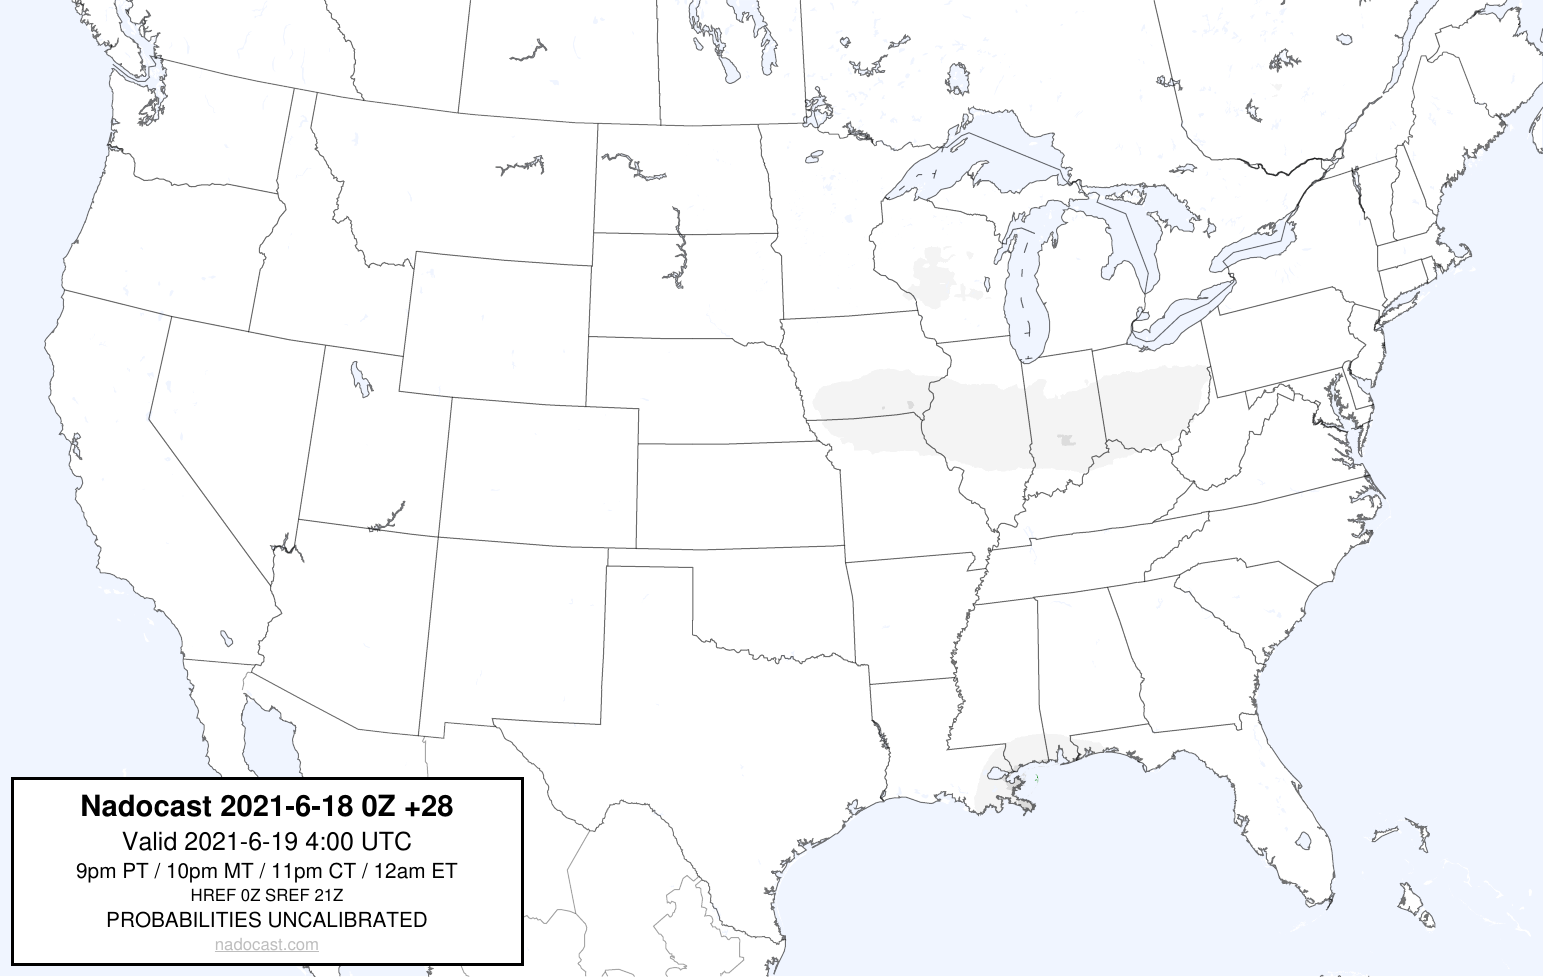 Nadocast 2021-6-18 0Z +28
Valid 2021-6-19 4:00 UTC
9pm PT / 10pm MT / 11pm CT / 12am ET
HREF 0Z SREF 21Z
PROBABILITIES UNCALIBRATED
nadocast.com